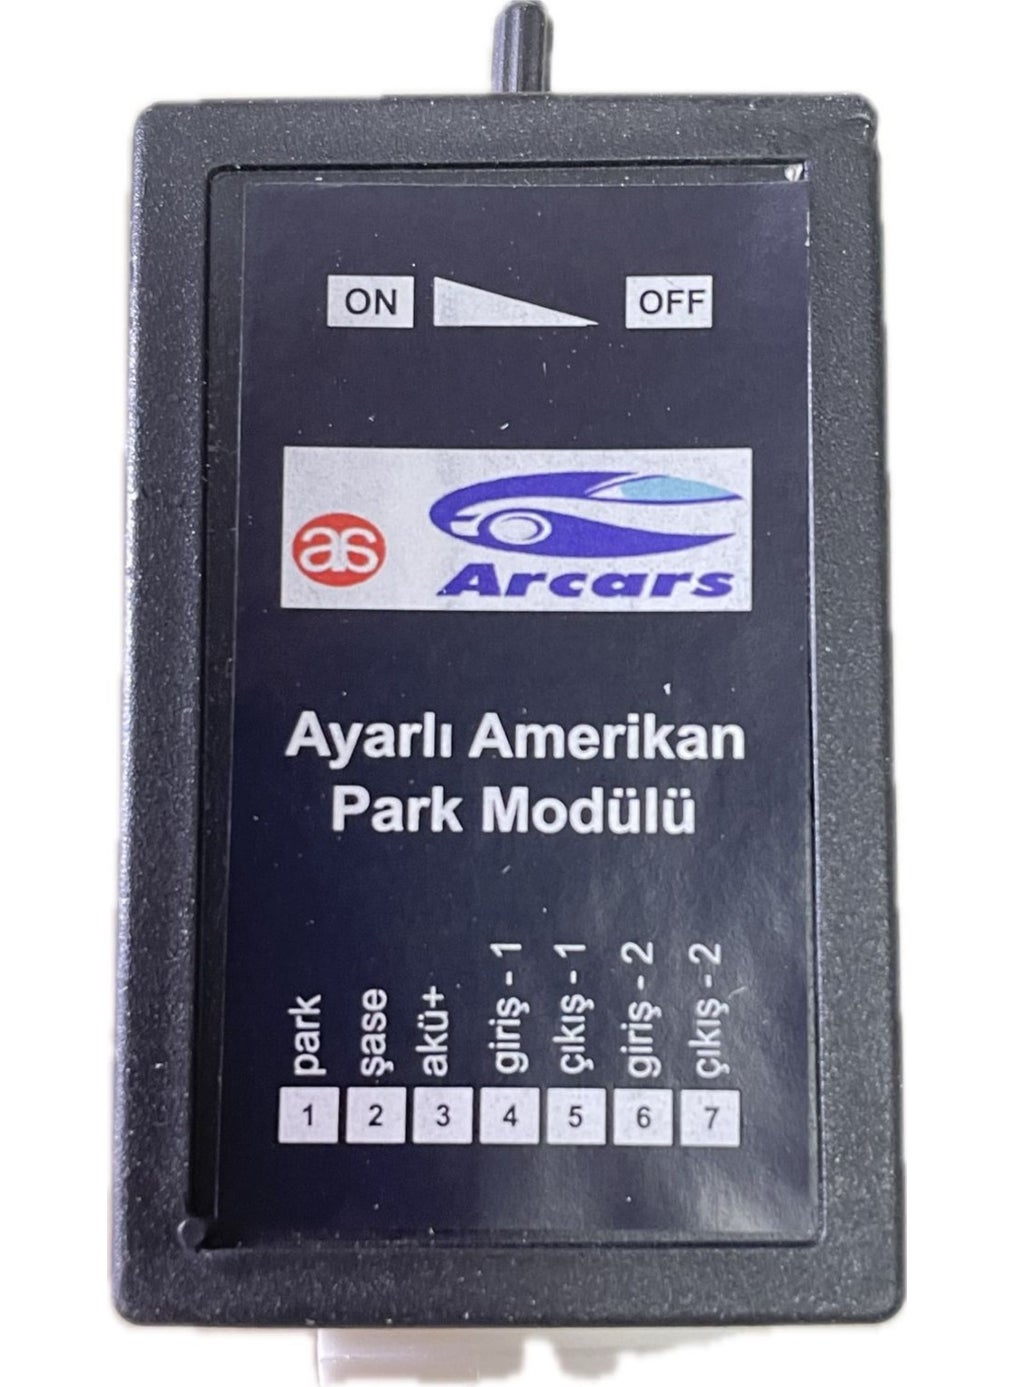 ON OFF
as
Arcars
Ayarlı Amerikan
Park Modülü
park şase akü+ giriş - 1 çıkış - 1 giriş - 2 çıkış - 2
1 2 3 4 5 6 7